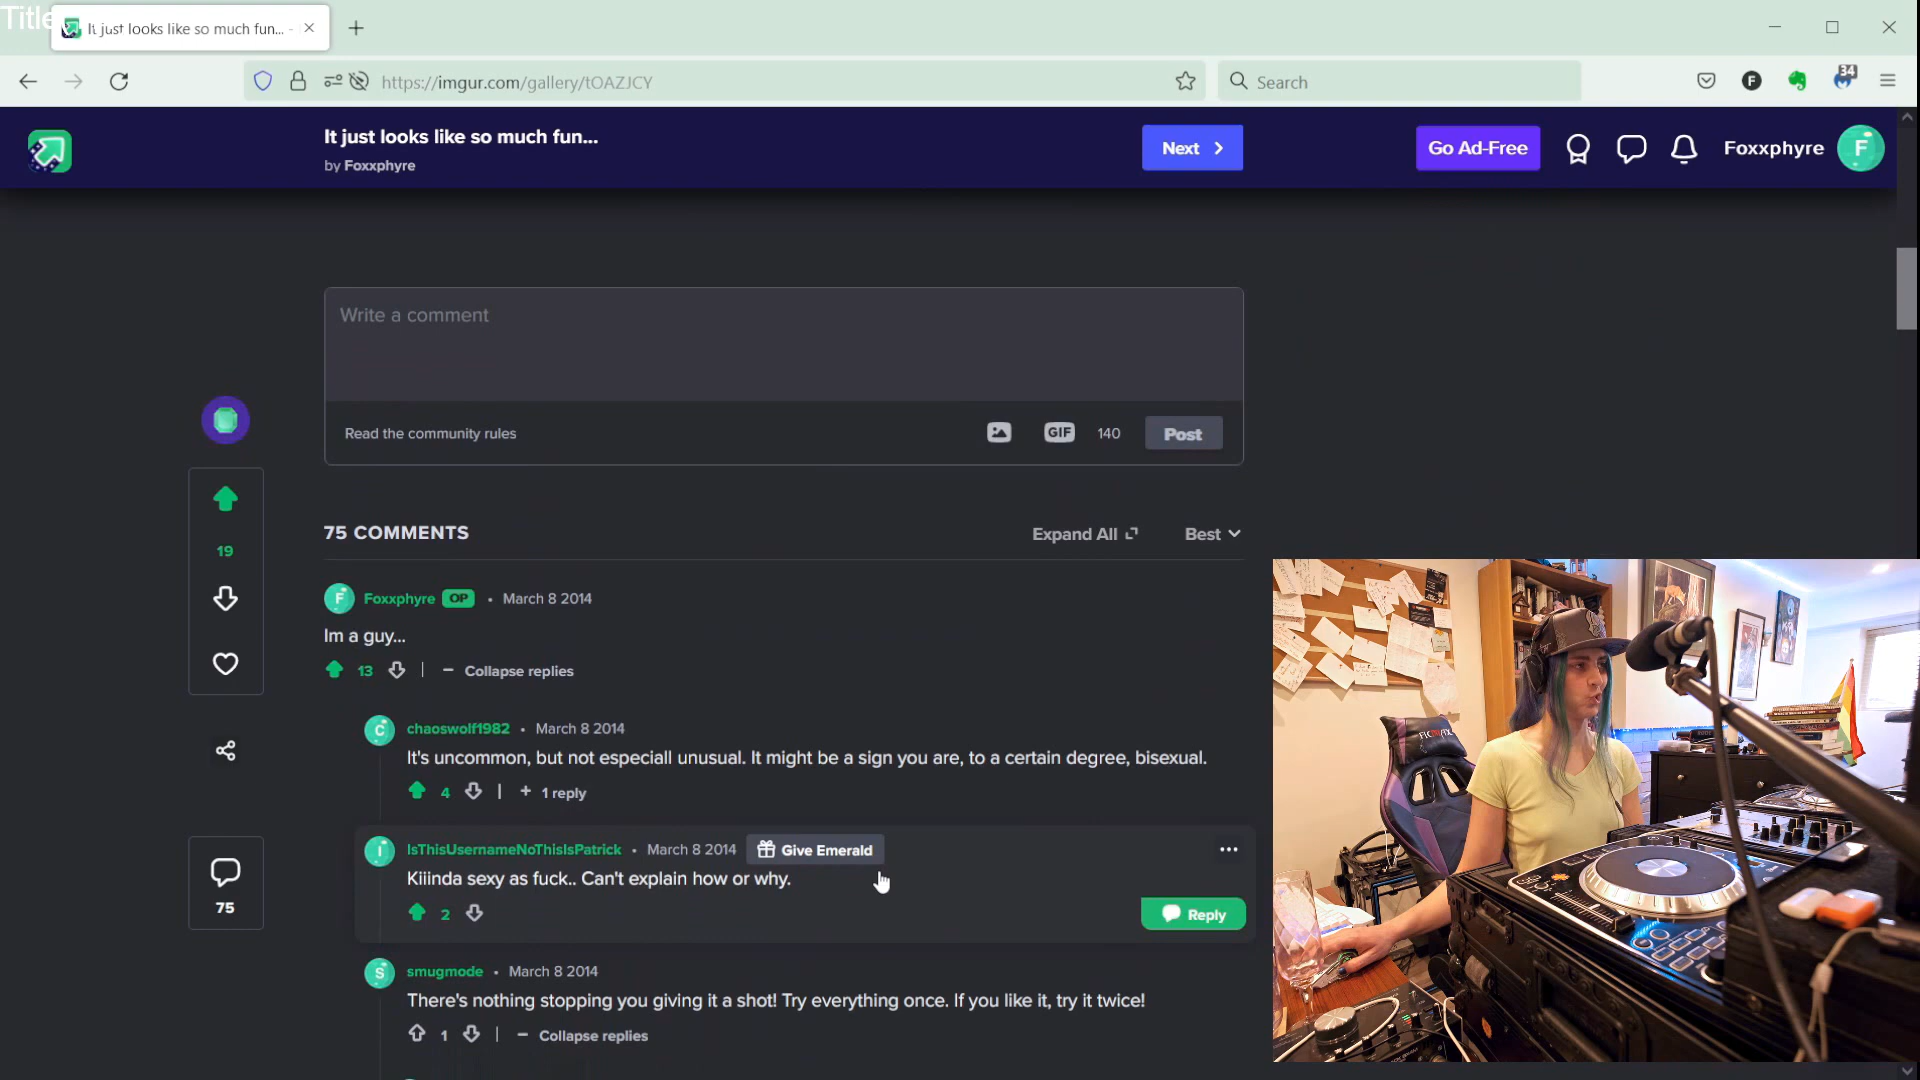 Title
It just looks like so much fun... -
https://imgur.com/gallery/tOAZJCY
Search
34
F
It just looks like so much fun...
by Foxxphyre
Next
Go Ad-Free
Foxxphyre
F
Write a comment
Read the community rules
GIF
140
Post
75 COMMENTS
Expand All
Best
19
F
Foxxphyre OP • March 8 2014
Im a guy...
13 | − Collapse replies
C
chaoswolf1982 • March 8 2014
It's uncommon, but not especiall unusual. It might be a sign you are, to a certain degree, bisexual.
4 | + 1 reply
I
IsThisUsernameNoThisIsPatrick • March 8 2014 Give Emerald
Kiiinda sexy as fuck.. Can't explain how or why.
2
Reply
75
S
smugmode • March 8 2014
There's nothing stopping you giving it a shot! Try everything once. If you like it, try it twice!
1 | − Collapse replies